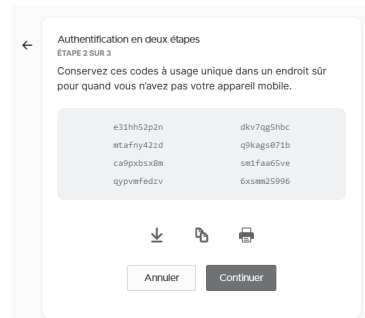 Authentification en deux étapes
ÉTAPE 2 SUR 3
Conservez ces codes à usage unique dans un endroit sûr
pour quand vous n'avez pas votre appareil mobile.
e31hh52p2n dkv7qg5hbc
mtafny42zd q9kags071b
ca9pxbsx8m sm1faa65ve
qypvmfedzv 6xsmm25996
Annuler Continuer